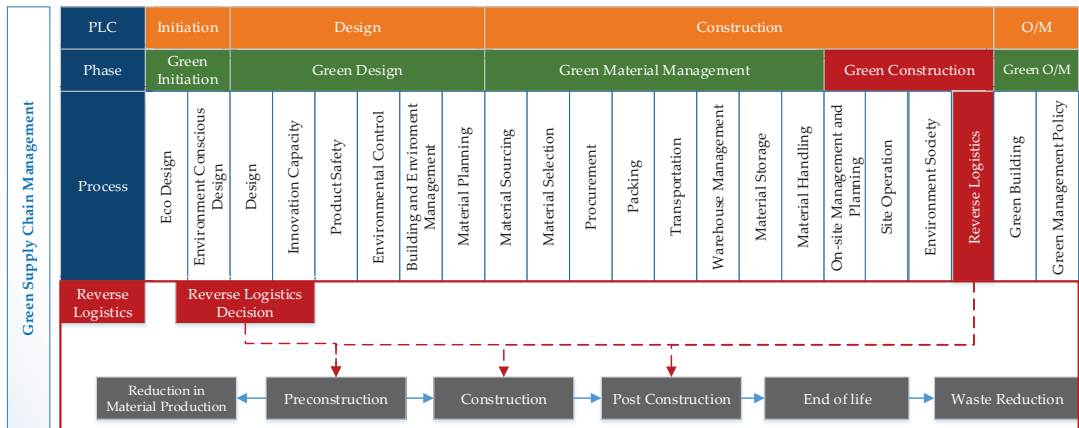 Green Supply Chain Management
PLC
Initiation
Design
Construction
O/M
Phase
Green
Initiation
Green Design
Green Material Management
Green Construction
Green O/M
Process
Eco Design
Environment Conscious
Design
Design
Innovation Capacity
Product Safety
Environmental Control
Building and Enviroment
Management
Material Planning
Material Sourcing
Material Selection
Procurement
Packing
Transportation
Warehouse Management
Material Storage
Material Handling
On-site Management and
Planning
Site Operation
Environment Society
Reverse Logistics
Green Building
Green Management Policy
Reverse
Logistics
Reverse Logistics
Decision
Reduction in
Material Production
Preconstruction
Construction
Post Construction
End of life
Waste Reduction